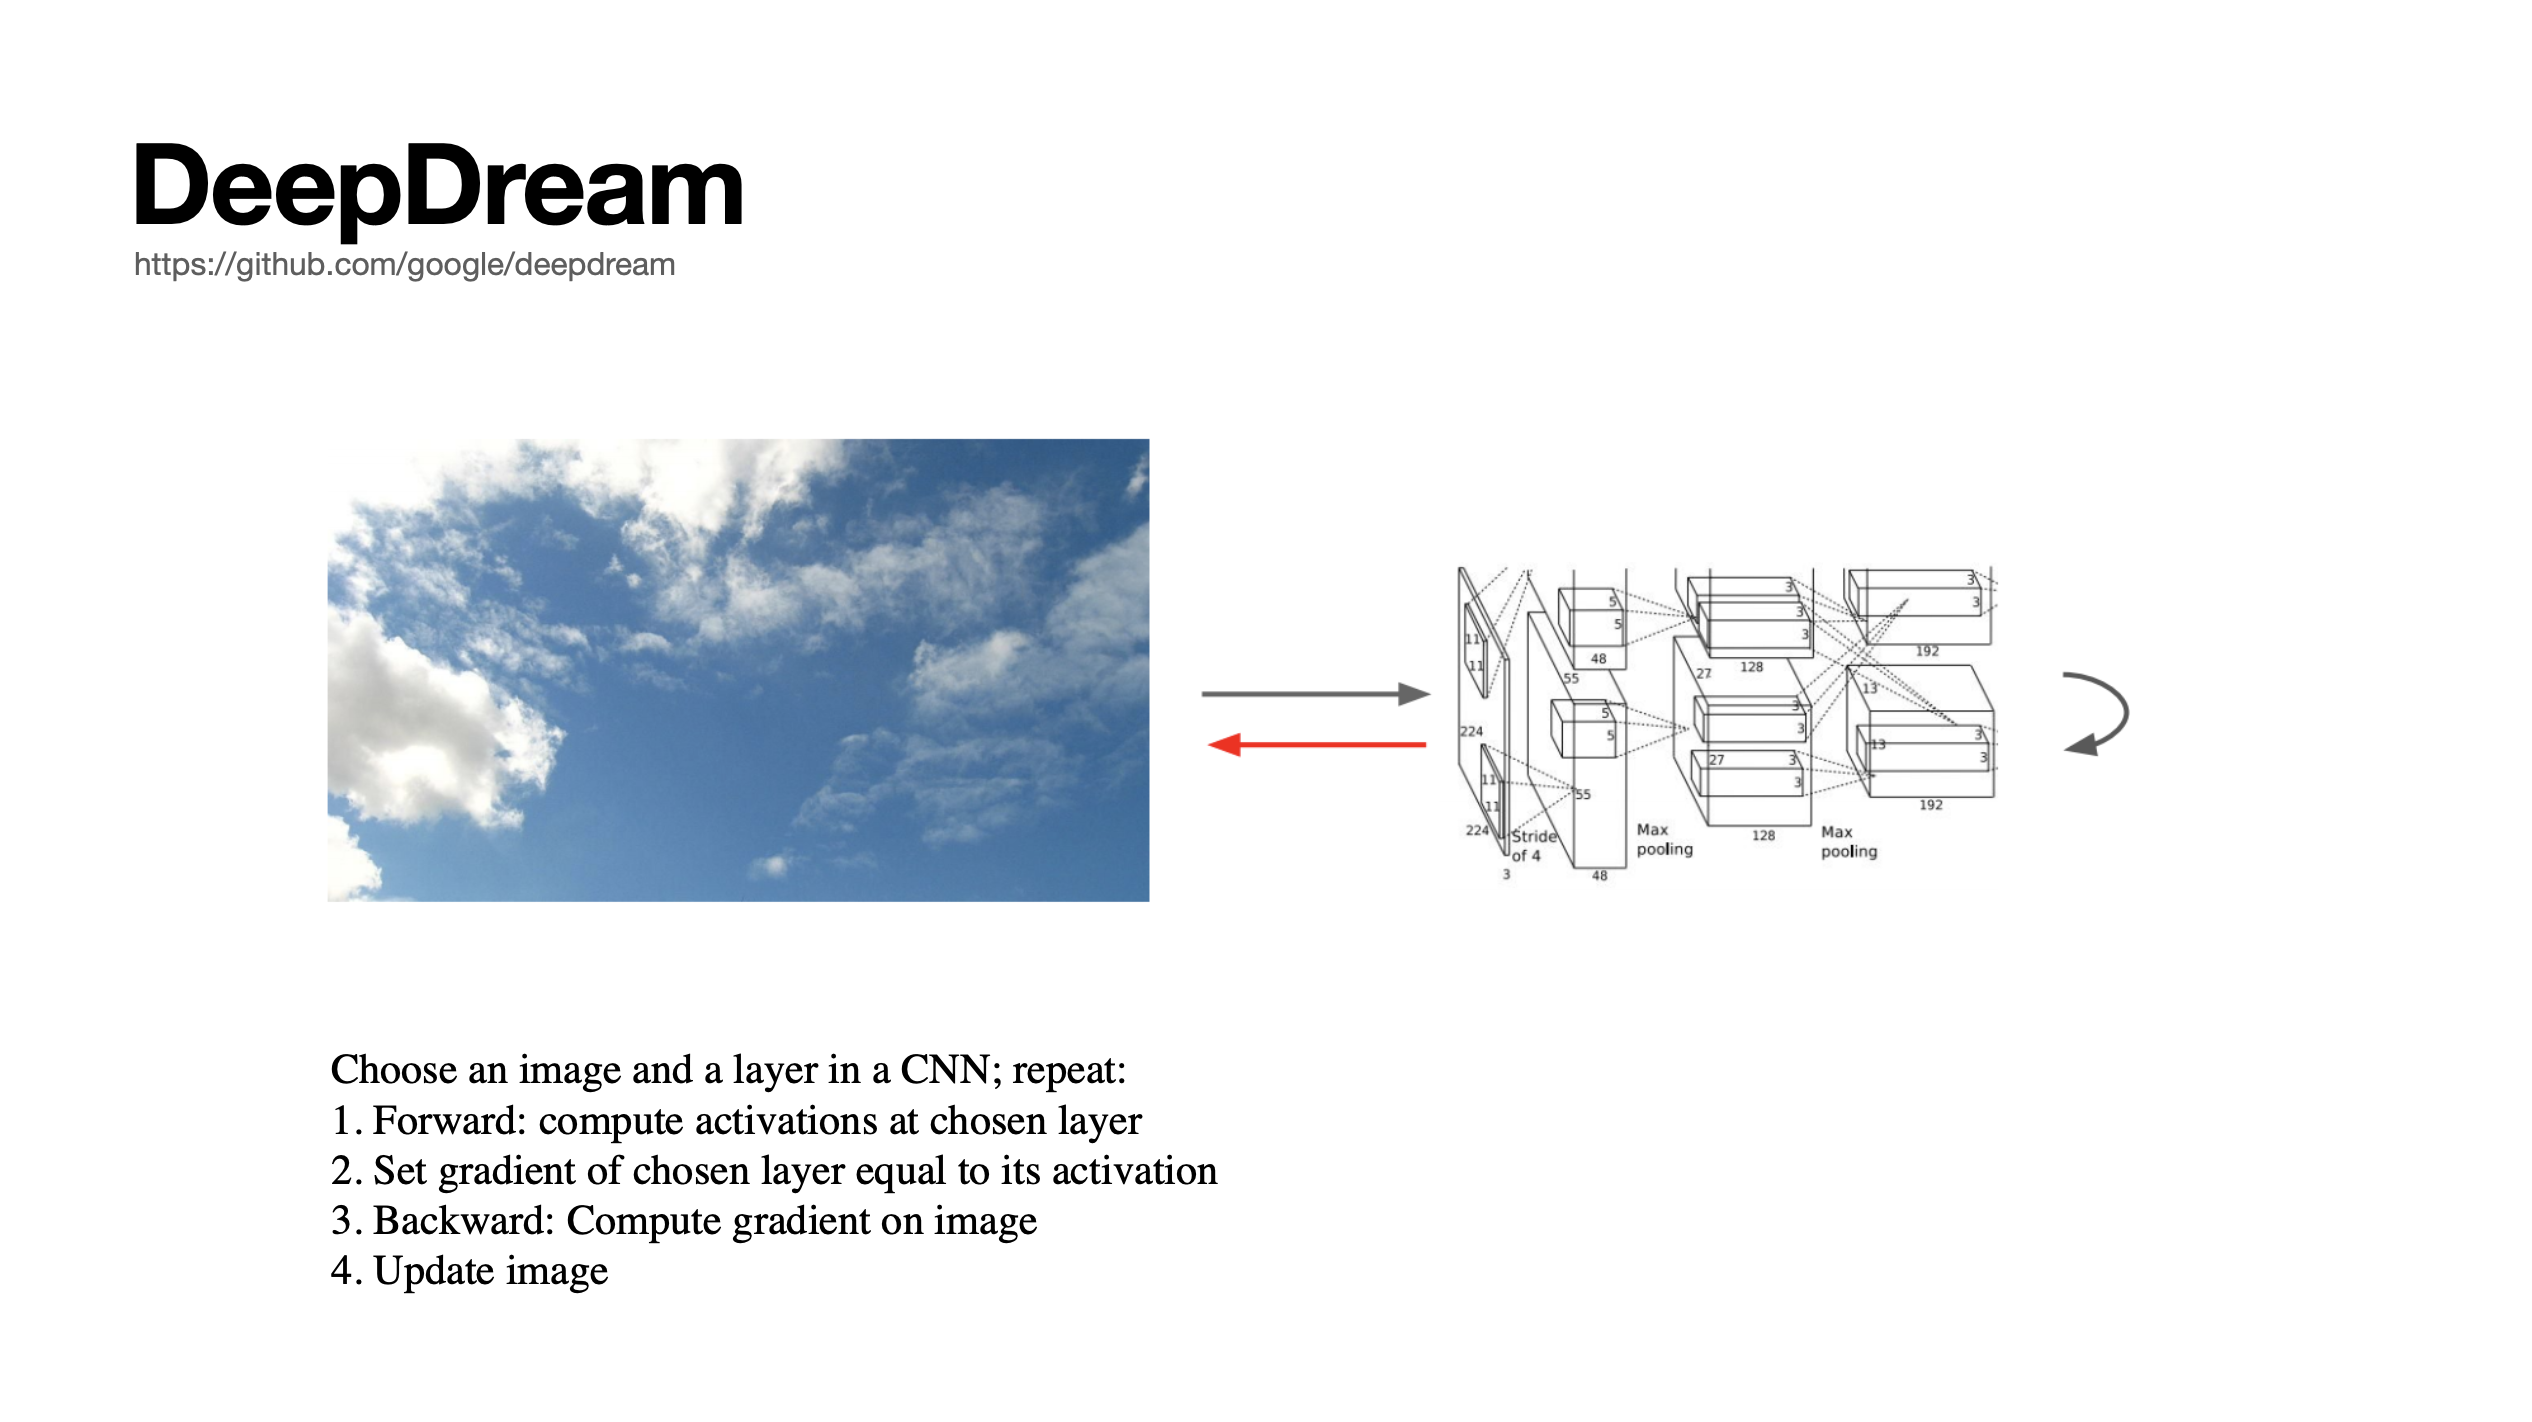 DeepDream
https://github.com/google/deepdream
11
11
224
11
11
224
3
Stride
of 4
5
5
48
55
5
5
55
48
Max
pooling
3
3
3
128
27
3
3
27
3
3
128
Max
pooling
3
3
192
13
3
13
3
192
Choose an image and a layer in a CNN; repeat:
1. Forward: compute activations at chosen layer
2. Set gradient of chosen layer equal to its activation
3. Backward: Compute gradient on image
4. Update image